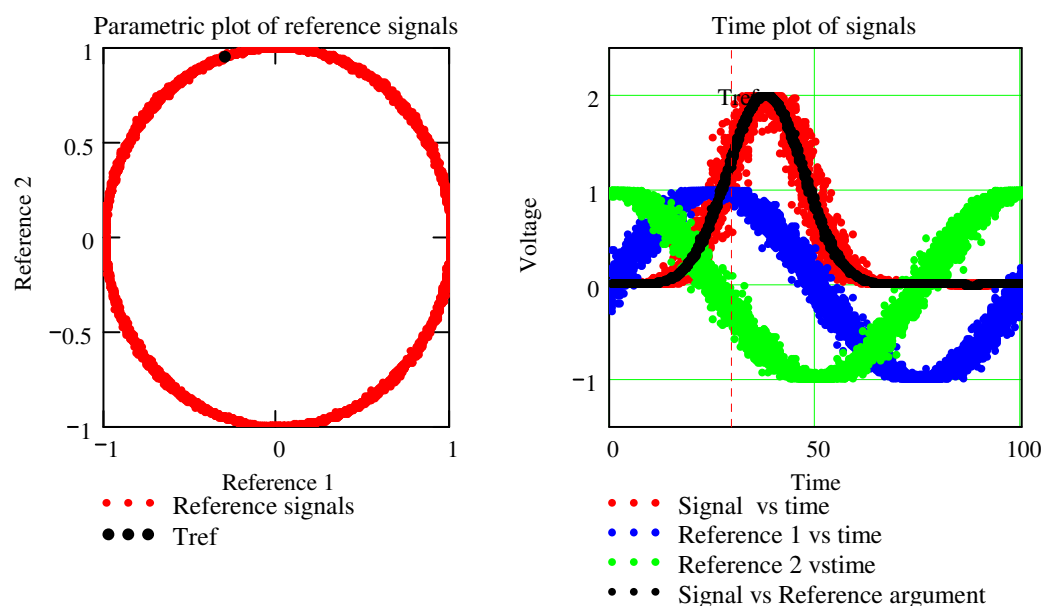 Parametric plot of reference signals
1
0.5
0
−0.5
−1
−1
0
1
Reference 2
Reference 1
Reference signals
Tref
Time plot of signals
Tref
2
1
0
−1
0
50
100
Voltage
Time
Signal vs time
Reference 1 vs time
Reference 2 vstime
Signal vs Reference argument